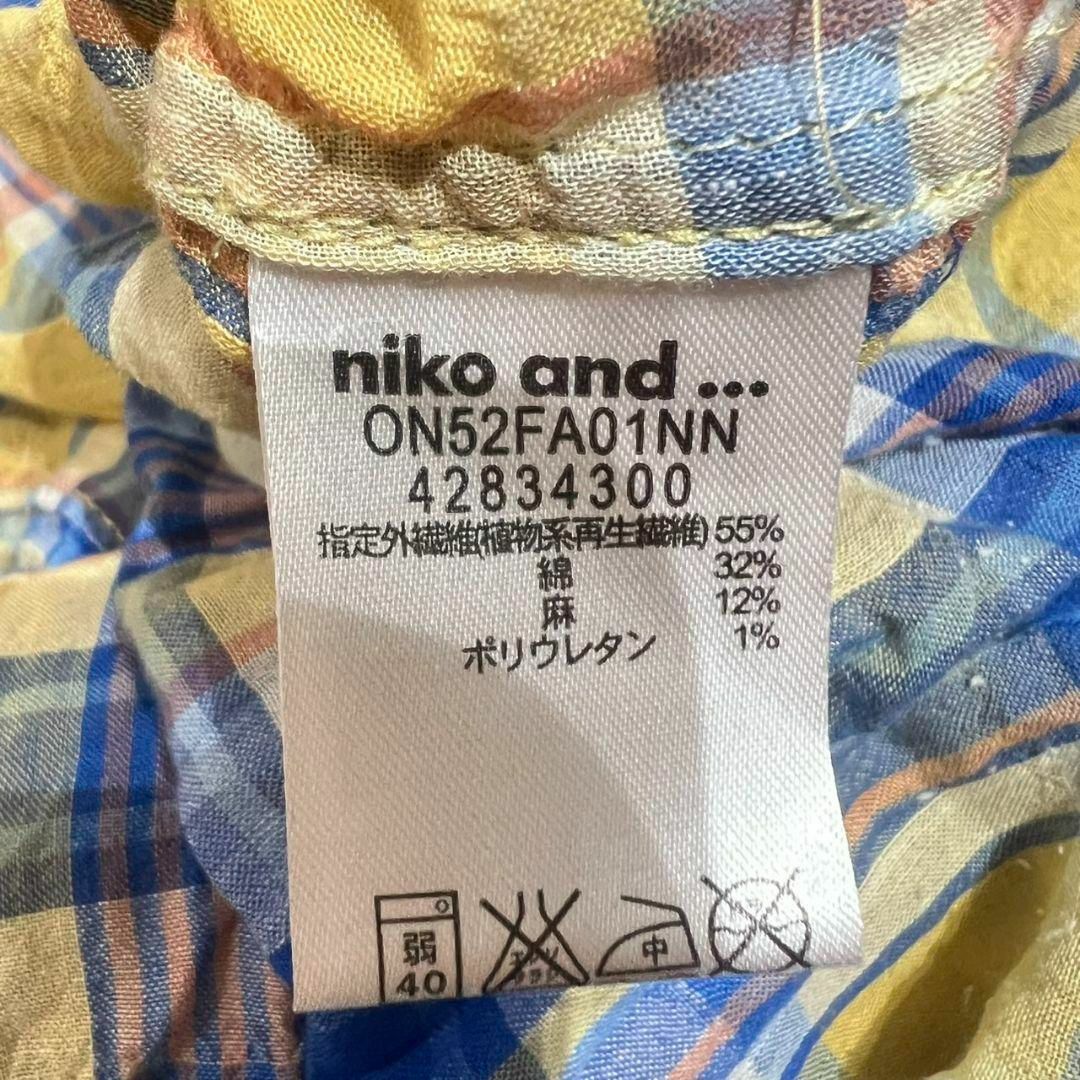 niko and ...
ON52FA01NN
42834300
指定外繊維(植物系再生繊維) 55%
綿 32%
麻 12%
ポリウレタン 1%
弱 中
40